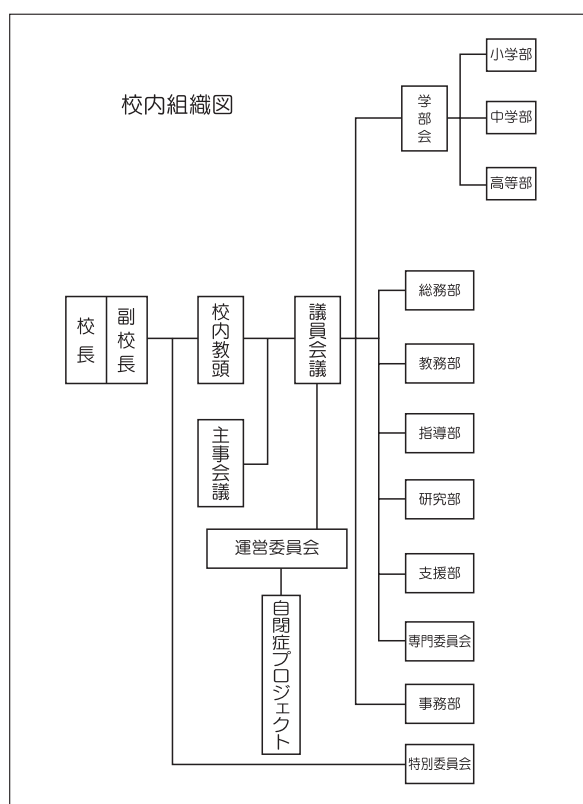 校内組織図
小学部
学部会
中学部
高等部
校長
副校長
校内教頭
議員会議
総務部
教務部
指導部
主事会議
研究部
運営委員会
支援部
自閉症プロジェクト
専門委員会
事務部
特別委員会